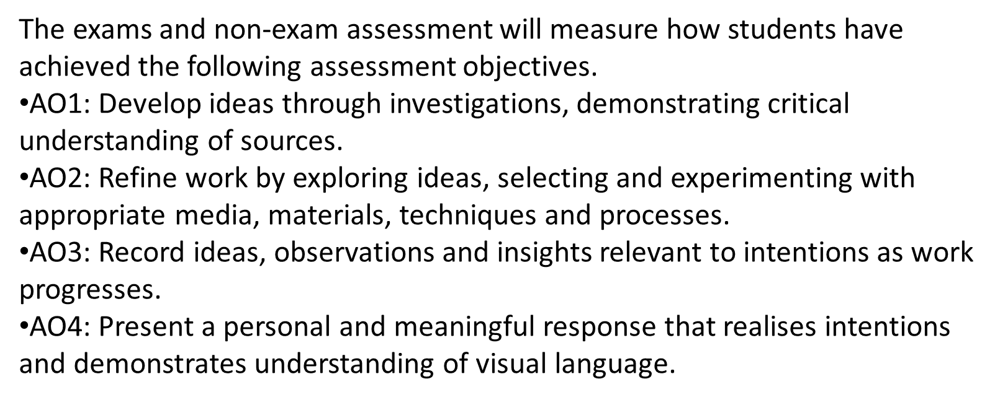 The exams and non-exam assessment will measure how students have
achieved the following assessment objectives.
•AO1: Develop ideas through investigations, demonstrating critical
understanding of sources.
•AO2: Refine work by exploring ideas, selecting and experimenting with
appropriate media, materials, techniques and processes.
•AO3: Record ideas, observations and insights relevant to intentions as work
progresses.
•AO4: Present a personal and meaningful response that realises intentions
and demonstrates understanding of visual language.